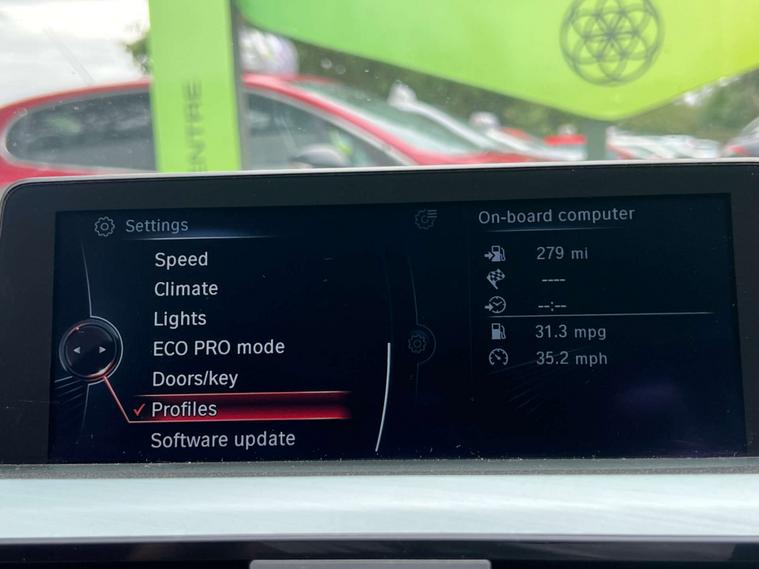 ENTRE
Settings
Speed
Climate
Lights
ECO PRO mode
Doors/key
Profiles
Software update
On-board computer
279 mi
----
--:--
31.3 mpg
35.2 mph